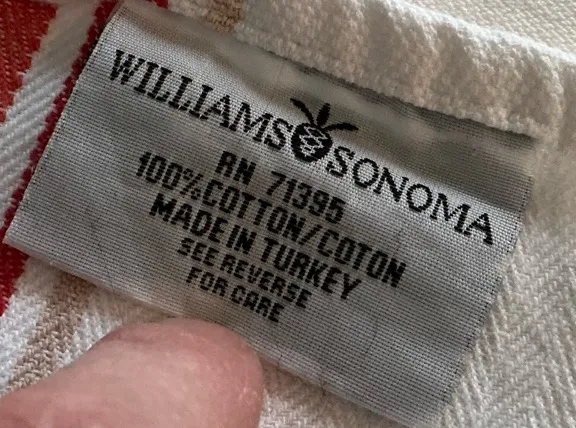 WILLIAMS SONOMA
RN 71395
100% COTTON/COTON
MADE IN TURKEY
SEE REVERSE
FOR CARE